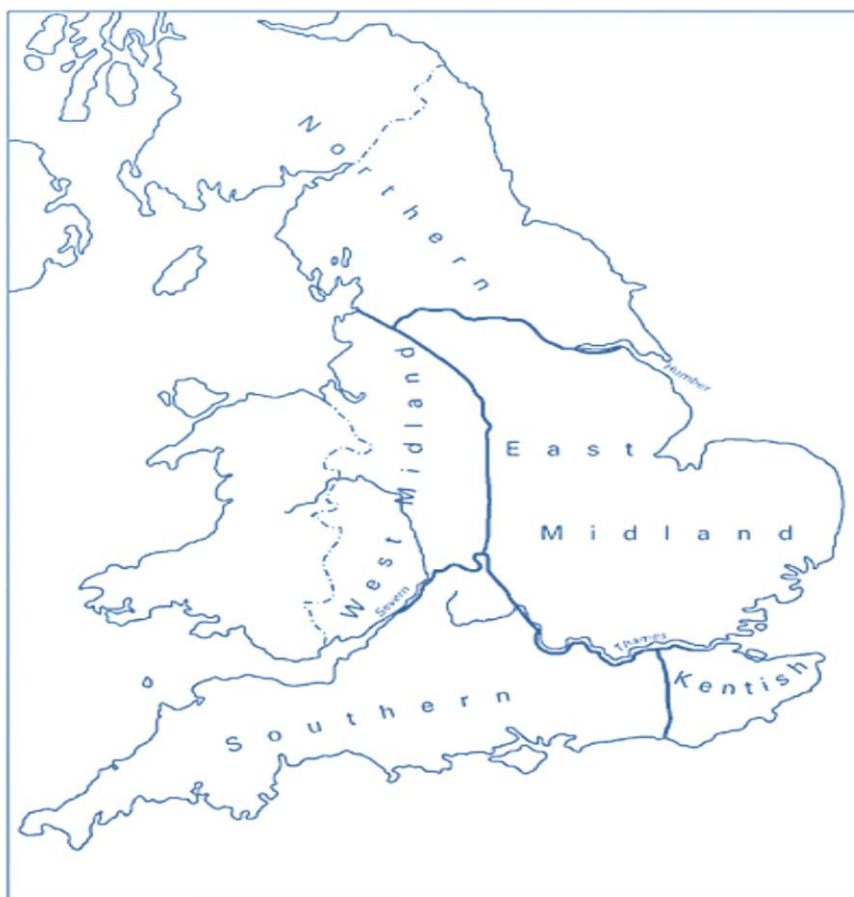 Northern
Humber
West Midland
East
Midland
Severn
Thames
Kentish
Southern